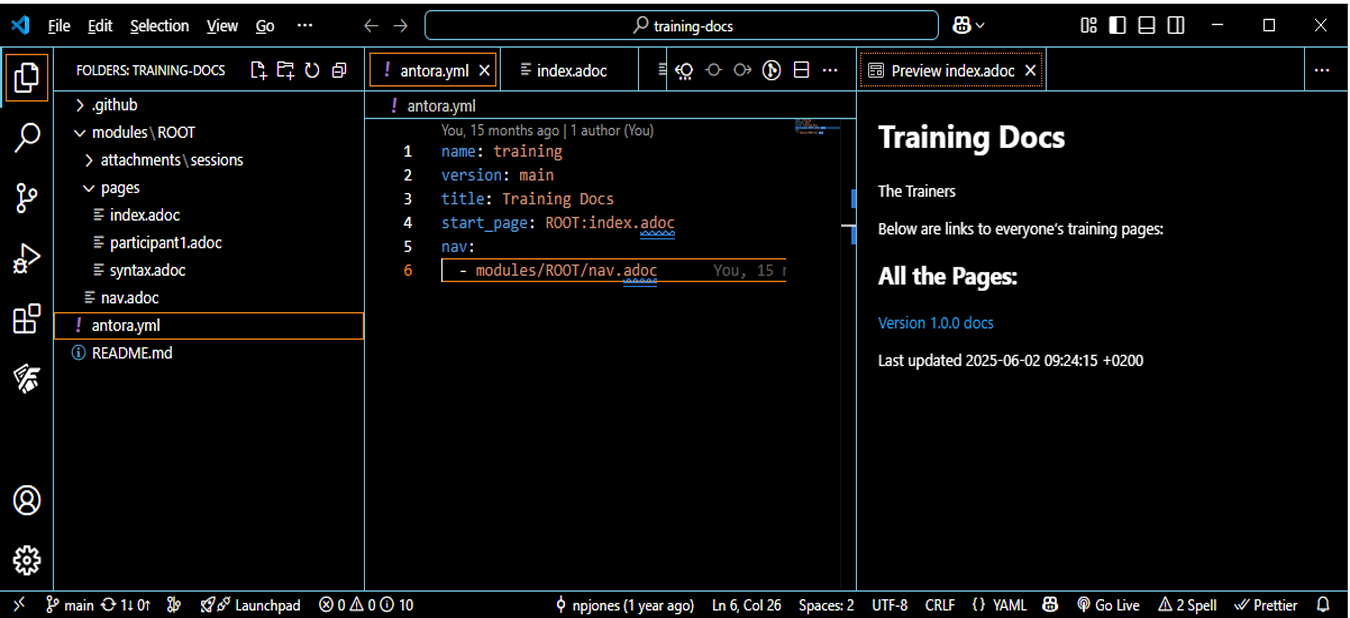 File Edit Selection View Go ··· training-docs
FOLDERS: TRAINING-DOCS
.github
modules\ROOT
attachments\sessions
pages
index.adoc
participant1.adoc
syntax.adoc
nav.adoc
antora.yml
README.md
antora.yml index.adoc
antora.yml
You, 15 months ago | 1 author (You)
1 name: training
2 version: main
3 title: Training Docs
4 start_page: ROOT:index.adoc
5 nav:
6 - modules/ROOT/nav.adoc You, 15
Preview index.adoc
Training Docs
The Trainers
Below are links to everyone's training pages:
All the Pages:
Version 1.0.0 docs
Last updated 2025-06-02 09:24:15 +0200
main 1↓ 0↑ Launchpad 0 0 10 npjones (1 year ago) Ln 6, Col 26 Spaces: 2 UTF-8 CRLF {} YAML Go Live 2 Spell Prettier